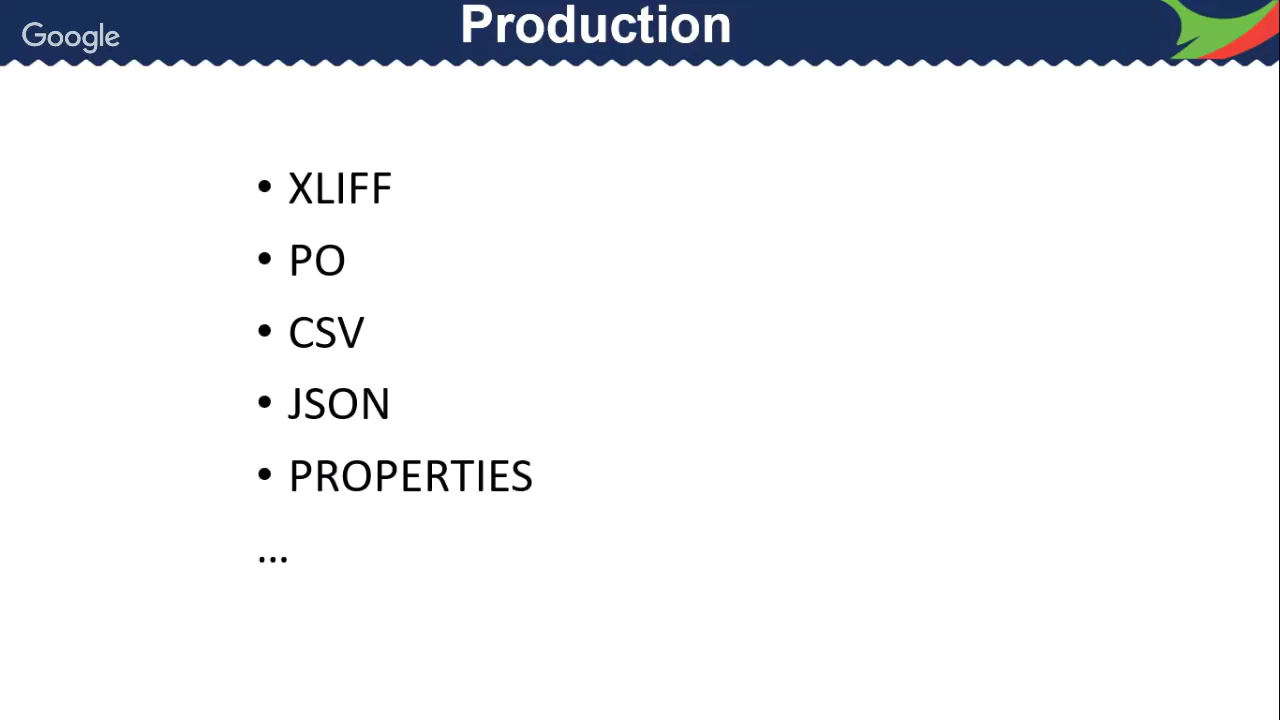 Google
Production
• XLIFF
• PO
• CSV
• JSON
• PROPERTIES
...